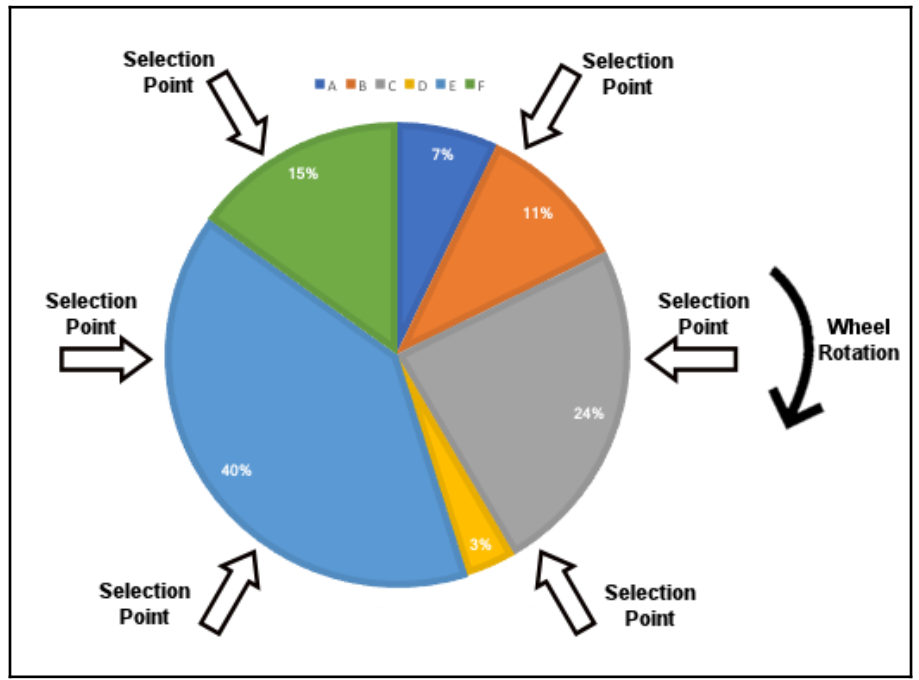 Selection
Point
Selection
Point
A B C D E F
7%
15%
11%
Selection
Point
Selection
Point
Wheel
Rotation
24%
40%
3%
Selection
Point
Selection
Point